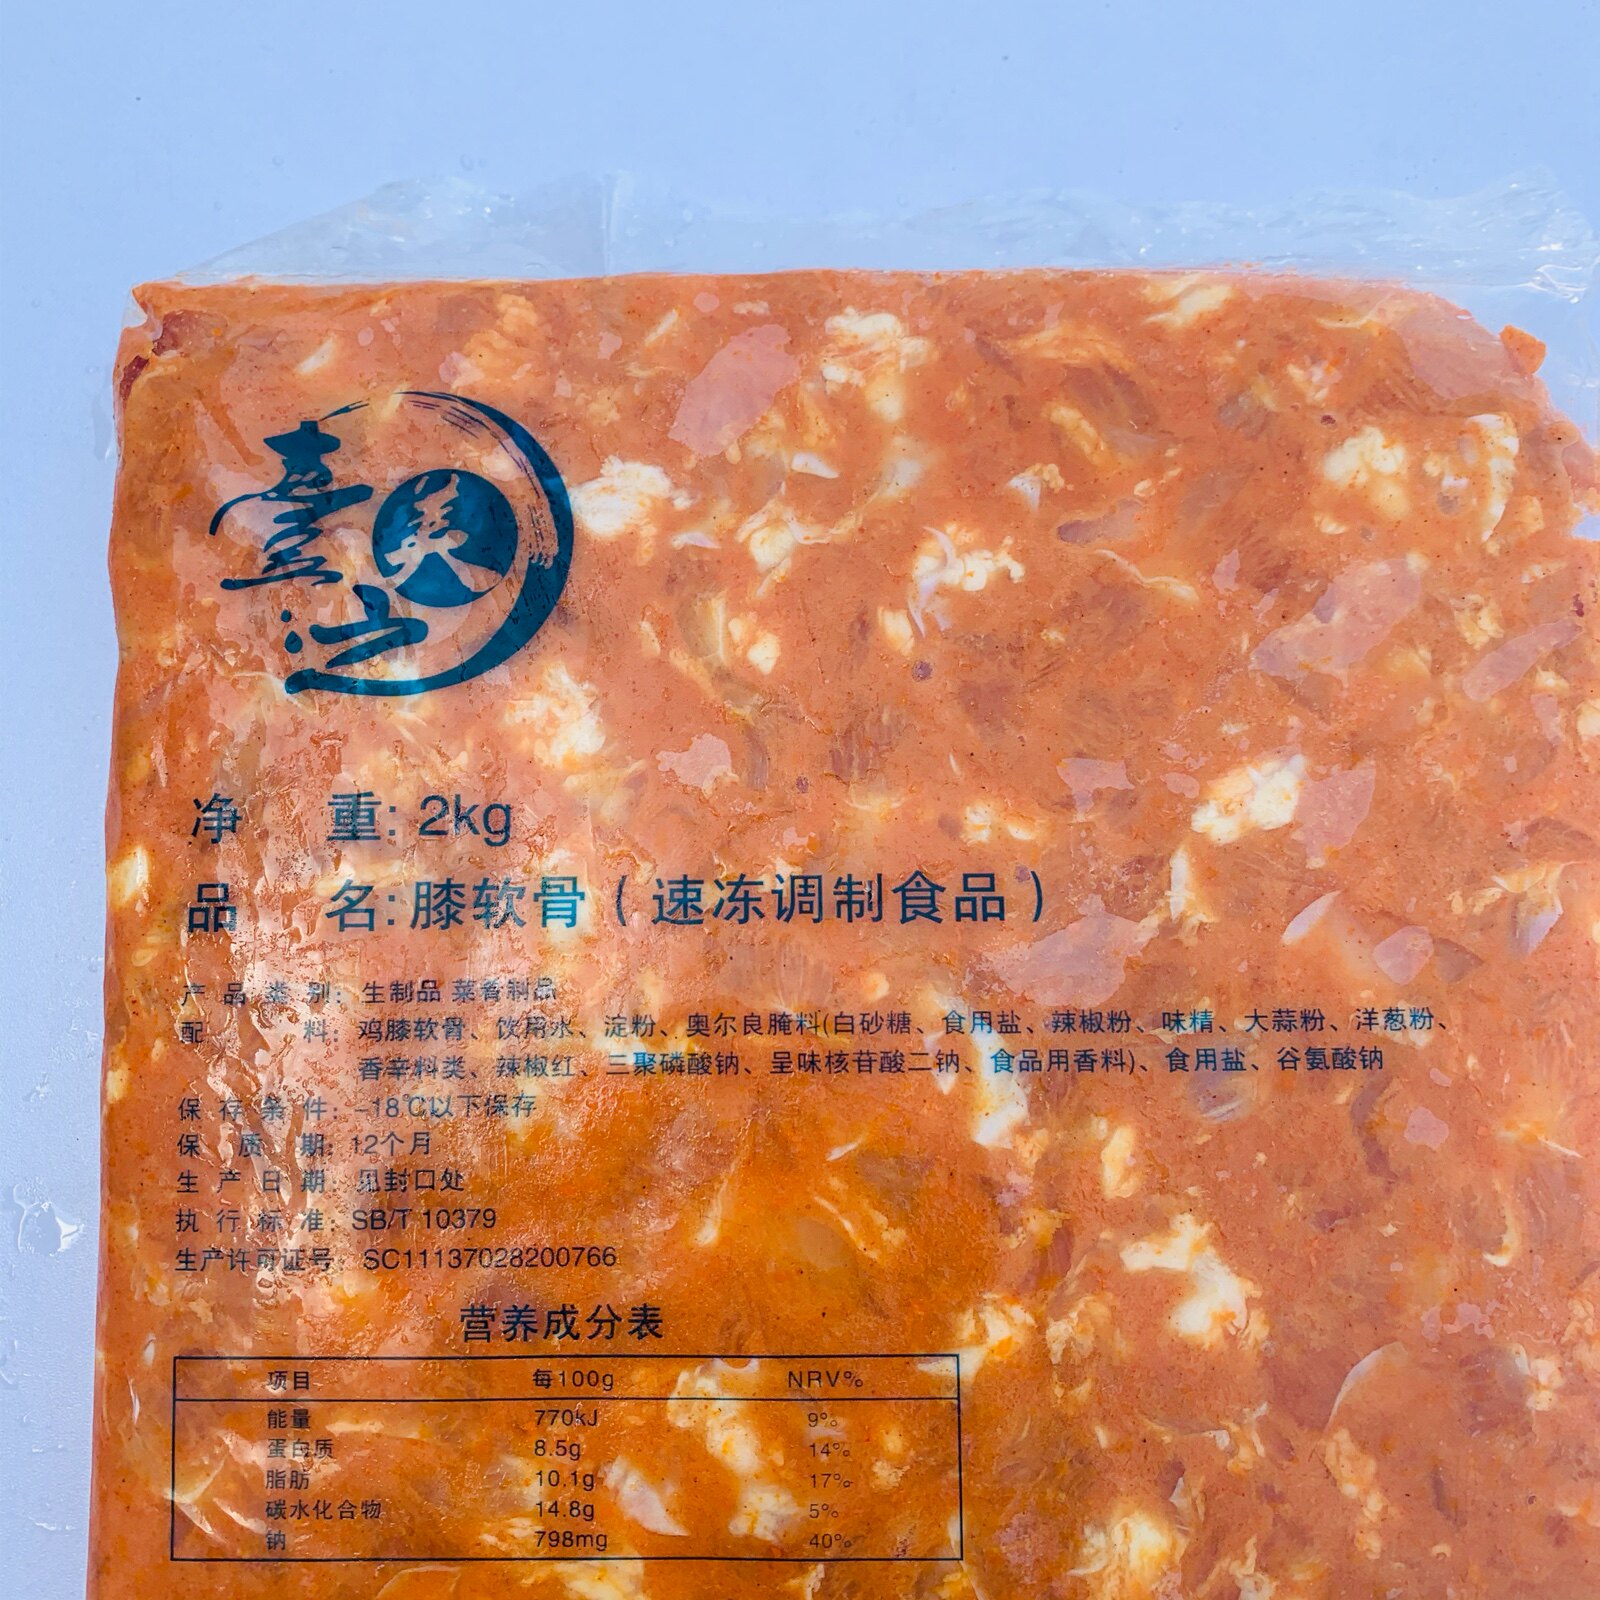 壹美之
净重: 2kg
品名: 膝软骨（速冻调制食品）
产品类别: 生制品 菜肴制品
配料: 鸡膝软骨、饮用水、淀粉、奥尔良腌料(白砂糖、食用盐、辣椒粉、味精、大蒜粉、洋葱粉、
香辛料类、辣椒红、三聚磷酸钠、呈味核苷酸二钠、食品用香料)、食用盐、谷氨酸钠
保存条件: -18℃以下保存
保质期: 12个月
生产日期: 见封口处
执行标准: SB/T 10379
生产许可证号: SC11137028200766
营养成分表
项目 每100g NRV%
能量 770kJ 9%
蛋白质 8.5g 14%
脂肪 10.1g 17%
碳水化合物 14.8g 5%
钠 798mg 40%